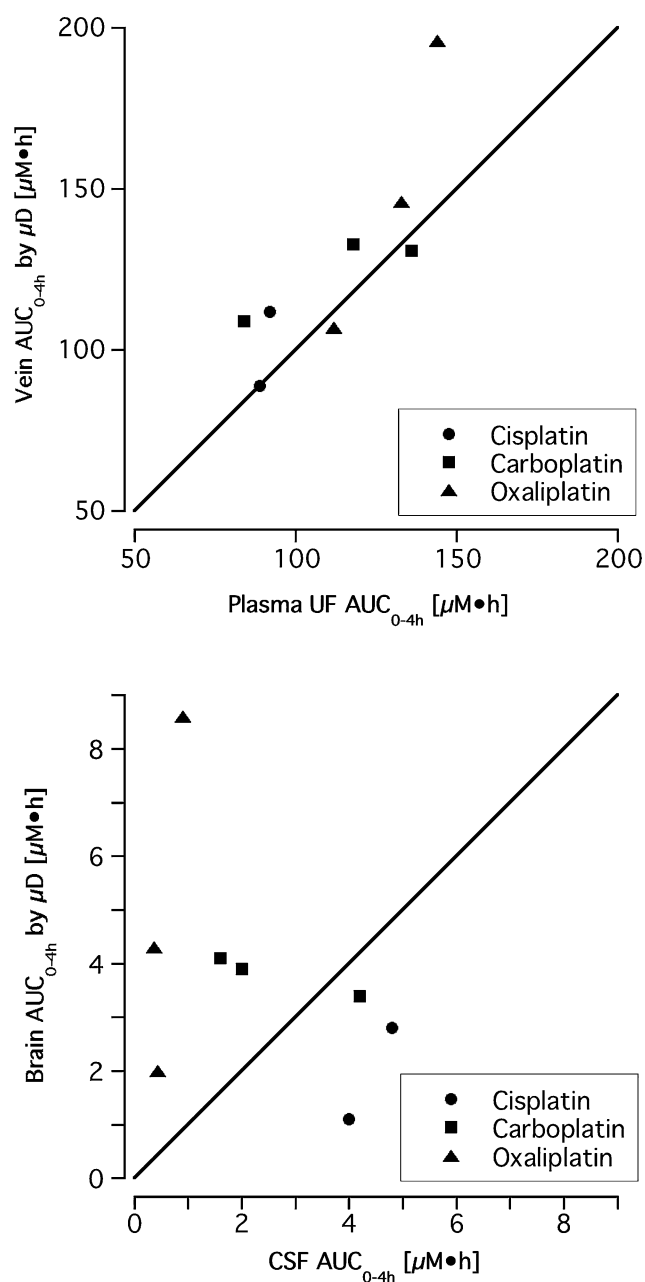 200
150
100
50
Vein AUC0-4h by µD [µM•h]
Cisplatin
Carboplatin
Oxaliplatin
50 100 150 200
Plasma UF AUC0-4h [µM•h]
8
6
4
2
0
Brain AUC0-4h by µD [µM•h]
Cisplatin
Carboplatin
Oxaliplatin
0 2 4 6 8
CSF AUC0-4h [µM•h]